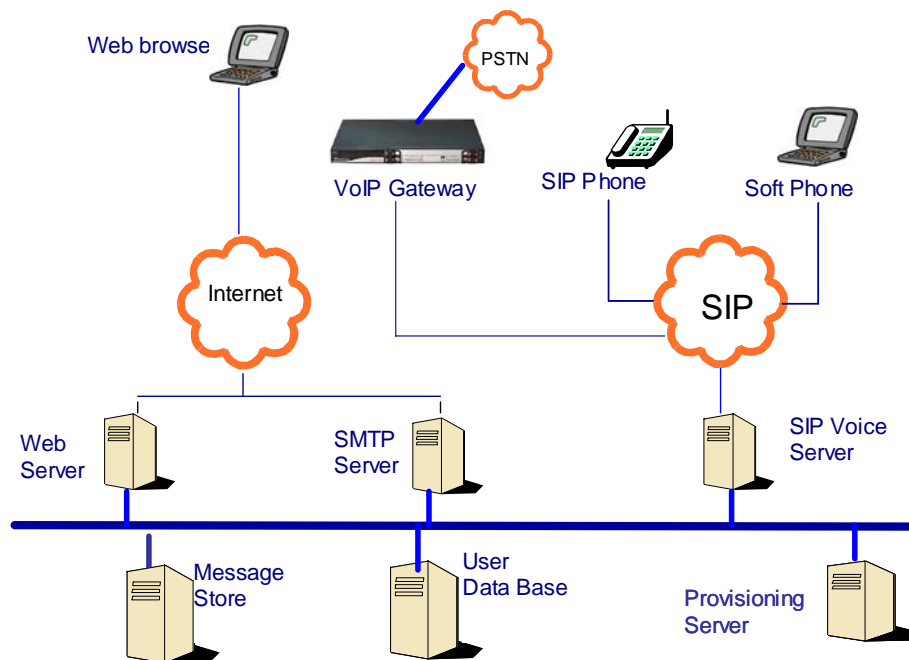 Web browse
PSTN
VoIP Gateway
SIP Phone
Soft Phone
Internet
SIP
Web
Server
SMTP
Server
SIP Voice
Server
Message
Store
User
Data Base
Provisioning
Server